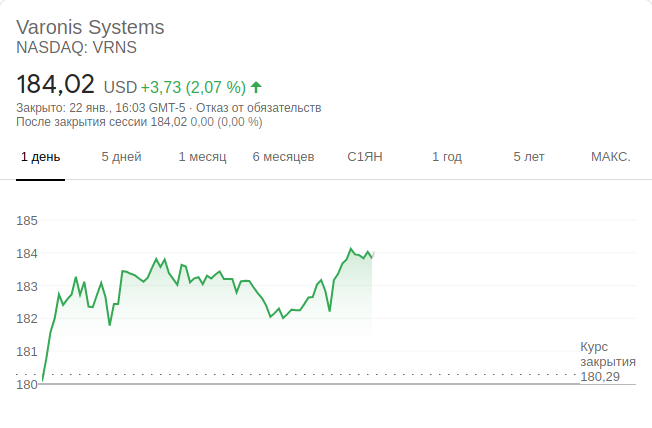 Varonis Systems
NASDAQ: VRNS
184,02 USD +3,73 (2,07 %)
Закрыто: 22 янв., 16:03 GMT-5 · Отказ от обязательств
После закрытия сессии 184,02 0,00 (0,00 %)
1 день 5 дней 1 месяц 6 месяцев С1ЯН 1 год 5 лет МАКС.
185
184
183
182
181
180
Курс
закрытия
180,29